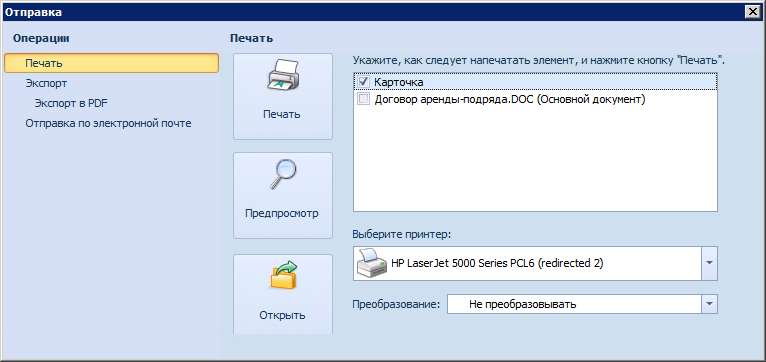 Отправка
Операции
Печать
Экспорт
Экспорт в PDF
Отправка по электронной почте
Печать
Печать
Предпросмотр
Открыть
Укажите, как следует напечатать элемент, и нажмите кнопку "Печать".
Карточка
Договор аренды-подряда.DOC (Основной документ)
Выберите принтер:
HP LaserJet 5000 Series PCL6 (redirected 2)
Преобразование: Не преобразовывать